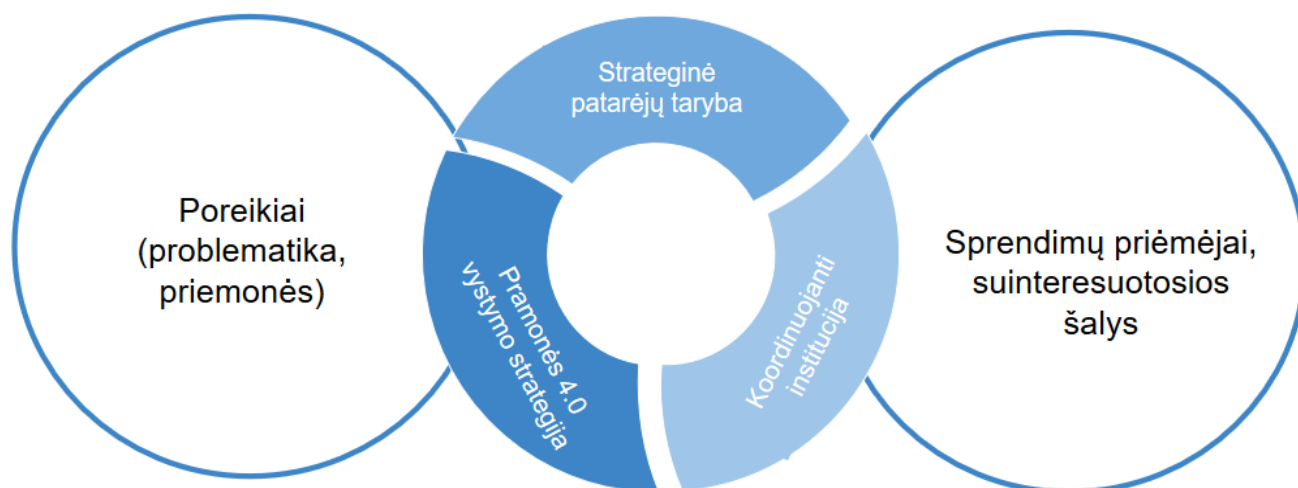 Strateginė
patarėjų taryba
Poreikiai
(problematika,
priemonės)
Pramonės 4.0
vystymo strategija
Koordinuojanti
institucija
Sprendimų priėmėjai,
suinteresuotosios
šalys